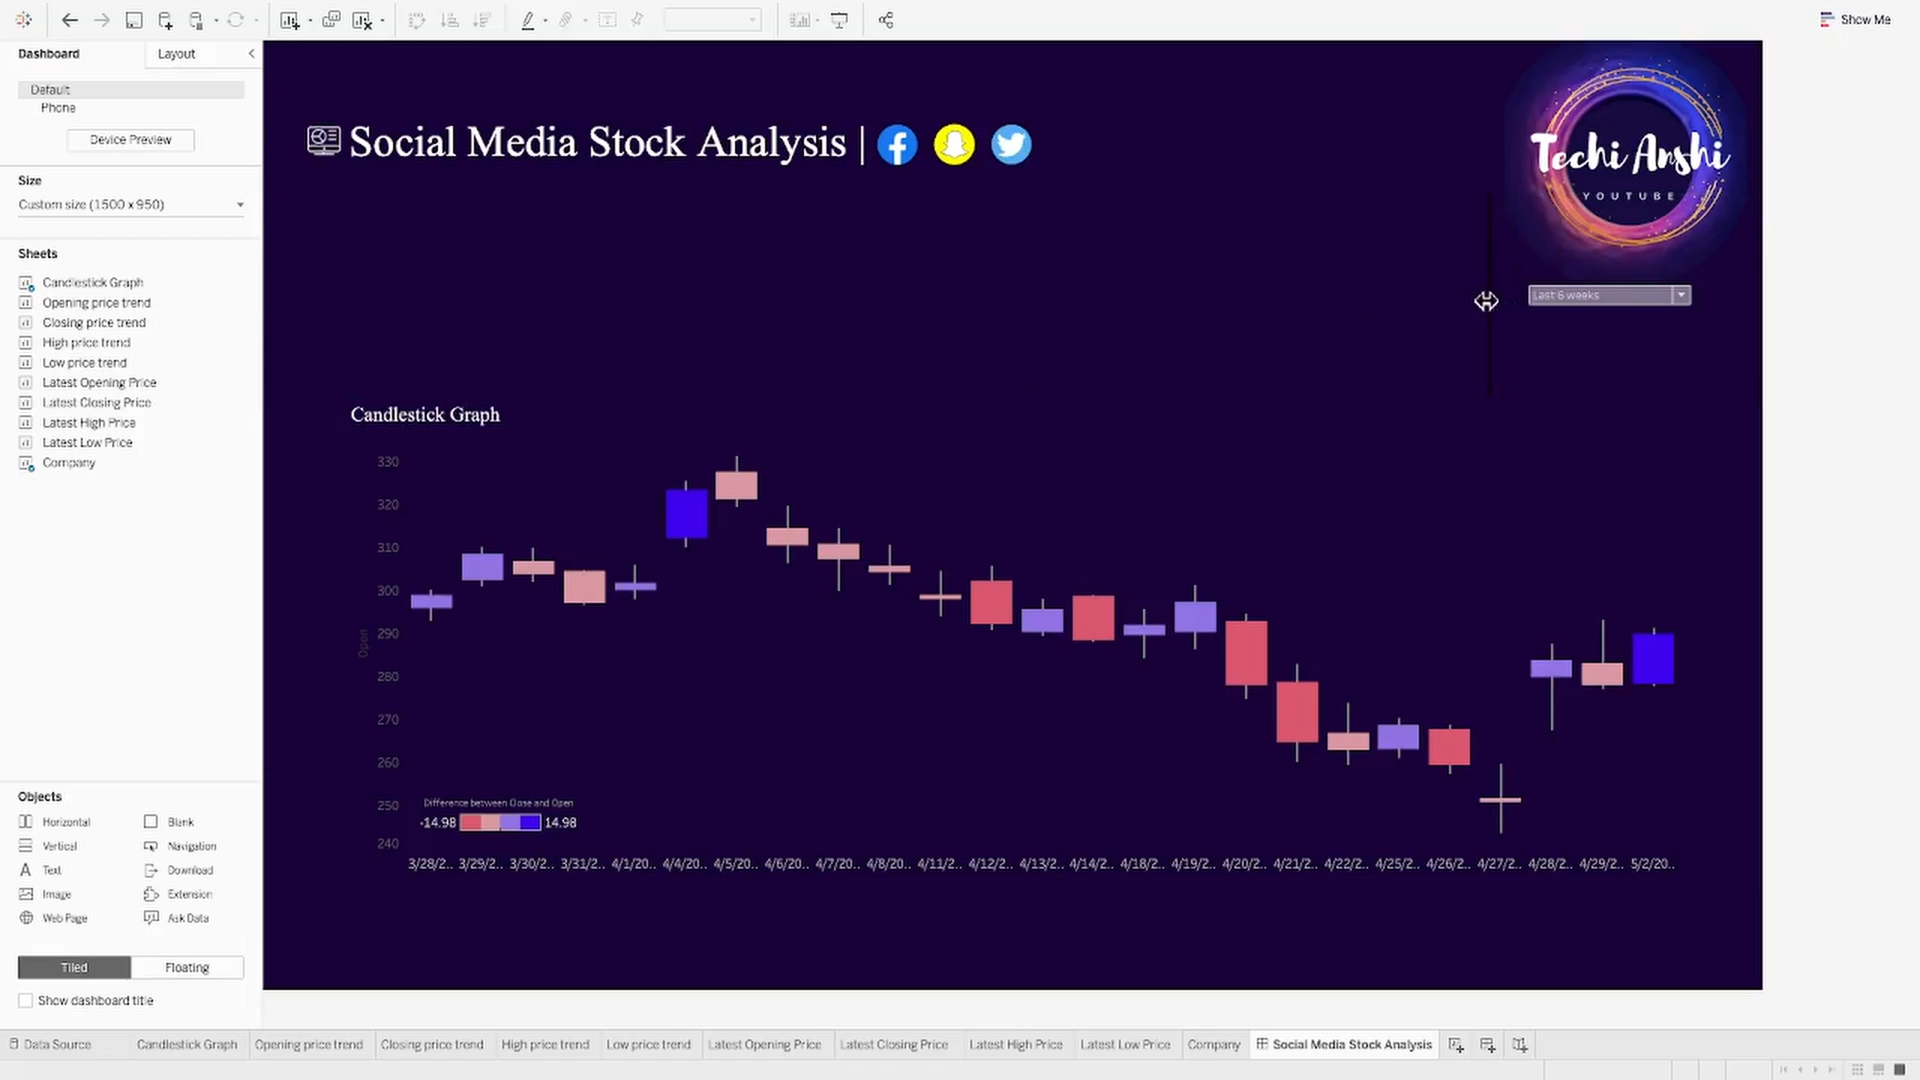 Show Me
Dashboard
Layout
Default
Phone
Device Preview
Size
Custom size (1500 x 950)
Sheets
Candlestick Graph
Opening price trend
Closing price trend
High price trend
Low price trend
Latest Opening Price
Latest Closing Price
Latest High Price
Latest Low Price
Company
Objects
Horizontal
Blank
Vertical
Navigation
Text
Download
Image
Extension
Web Page
Ask Data
Tiled
Floating
Show dashboard title
Social Media Stock Analysis |
Techi Anshi
YOUTUBE
Last 6 weeks
Candlestick Graph
330
320
310
300
290
280
270
260
250
240
Open
Difference between Close and Open
-14.98 14.98
3/28/2.. 3/29/2.. 3/30/2.. 3/31/2.. 4/1/20.. 4/4/20.. 4/5/20.. 4/6/20.. 4/7/20.. 4/8/20.. 4/11/2.. 4/12/2.. 4/13/2.. 4/14/2.. 4/18/2.. 4/19/2.. 4/20/2.. 4/21/2.. 4/22/2.. 4/25/2.. 4/26/2.. 4/27/2.. 4/28/2.. 4/29/2.. 5/2/20..
Data Source Candlestick Graph Opening price trend Closing price trend High price trend Low price trend Latest Opening Price Latest Closing Price Latest High Price Latest Low Price Company Social Media Stock Analysis